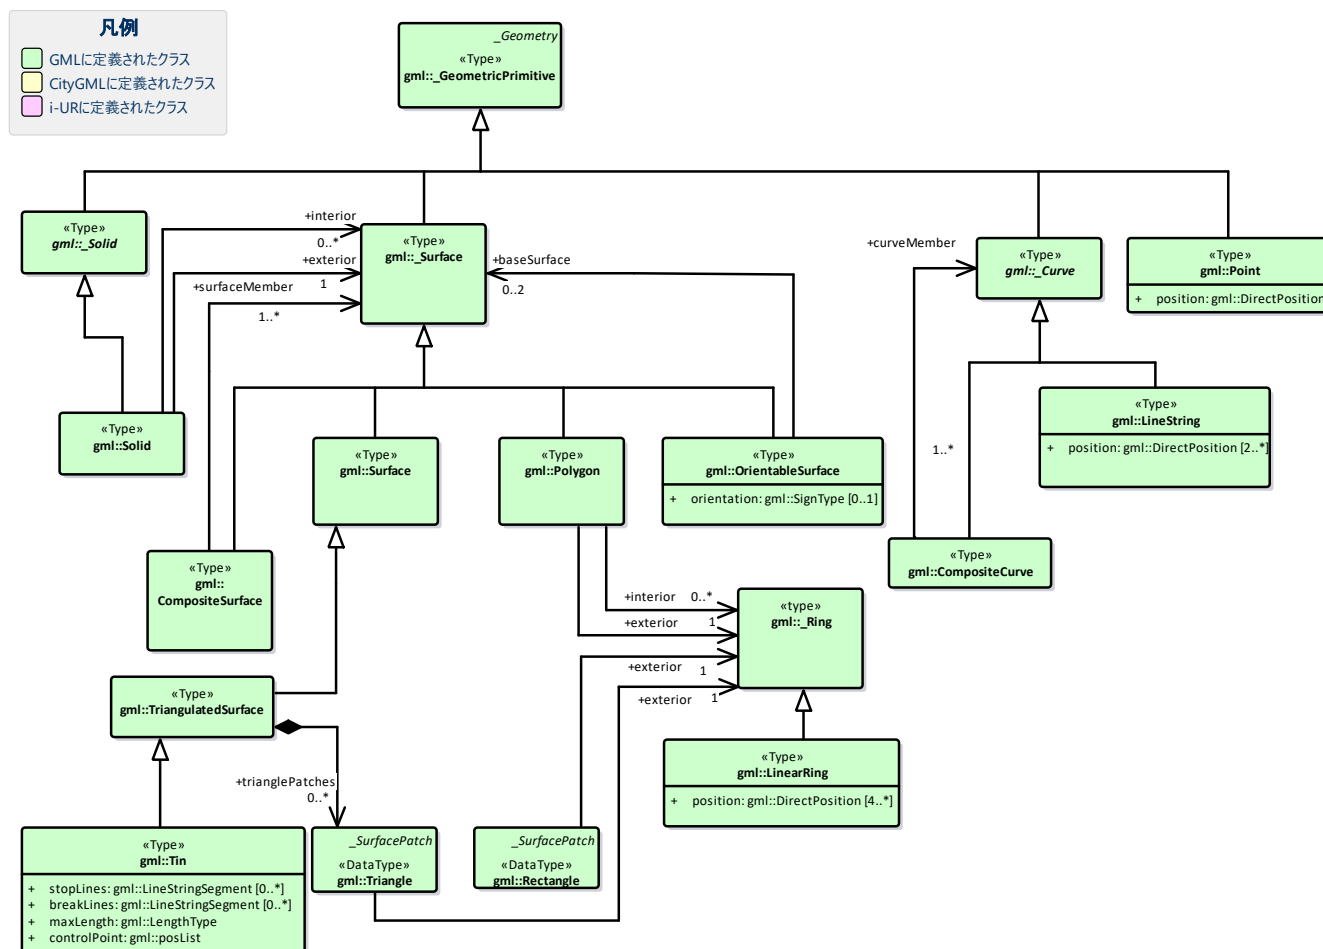 凡例
GMLに定義されたクラス
CityGMLに定義されたクラス
i-URに定義されたクラス
_Geometry
«Type»
gml::_GeometricPrimitive
«Type»
gml::_Solid
+interior
0..*
+exterior
1
+surfaceMember
1..*
«Type»
gml::_Surface
+baseSurface
0..2
+curveMember
1..*
«Type»
gml::_Curve
«Type»
gml::Point
+ position: gml::DirectPosition
«Type»
gml::Solid
«Type»
gml::Surface
«Type»
gml::Polygon
«Type»
gml::OrientableSurface
+ orientation: gml::SignType [0..1]
«Type»
gml::LineString
+ position: gml::DirectPosition [2..*]
«Type»
gml::CompositeCurve
«Type»
gml::
CompositeSurface
+interior 0..*
+exterior 1
+exterior 1
+exterior 1
«type»
gml::_Ring
«Type»
gml::TriangulatedSurface
+trianglePatches
0..*
«Type»
gml::LinearRing
+ position: gml::DirectPosition [4..*]
«Type»
gml::Tin
+ stopLines: gml::LineStringSegment [0..*]
+ breakLines: gml::LineStringSegment [0..*]
+ maxLength: gml::LengthType
+ controlPoint: gml::posList
_SurfacePatch
«DataType»
gml::Triangle
_SurfacePatch
«DataType»
gml::Rectangle